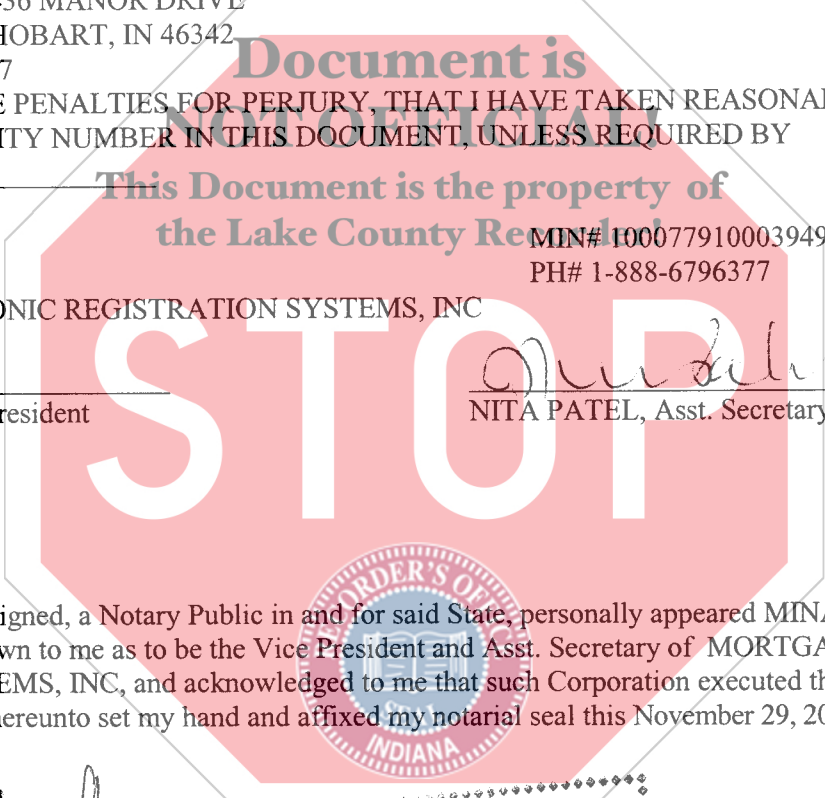 36 MANOR DRIVE
HOBART, IN 46342
7
Document is
E PENALTIES FOR PERJURY, THAT I HAVE TAKEN REASONA
NOT OFFICIAL!
ITY NUMBER IN THIS DOCUMENT, UNLESS REQUIRED BY
This Document is the property of
the Lake County Recorder!
MIN# 100077910003949
PH# 1-888-6796377
ONIC REGISTRATION SYSTEMS, INC
STOP
resident
NITA PATEL, Asst. Secretary
RECORDER'S OFFICE
igned, a Notary Public in and for said State, personally appeared MINA
wn to me as to be the Vice President and Asst. Secretary of MORTGA
EMS, INC, and acknowledged to me that such Corporation executed th
hereunto set my hand and affixed my notarial seal this November 29, 20
SEAL
INDIANA